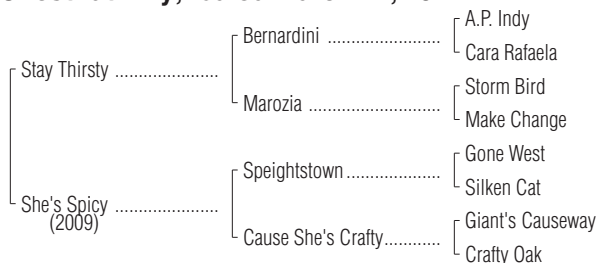 Stay Thirsty ......................
Bernardini ........................
A.P. Indy
Cara Rafaela
Marozia ............................
Storm Bird
Make Change
She's Spicy ......................
(2009)
Speightstown....................
Gone West
Silken Cat
Cause She's Crafty............
Giant's Causeway
Crafty Oak